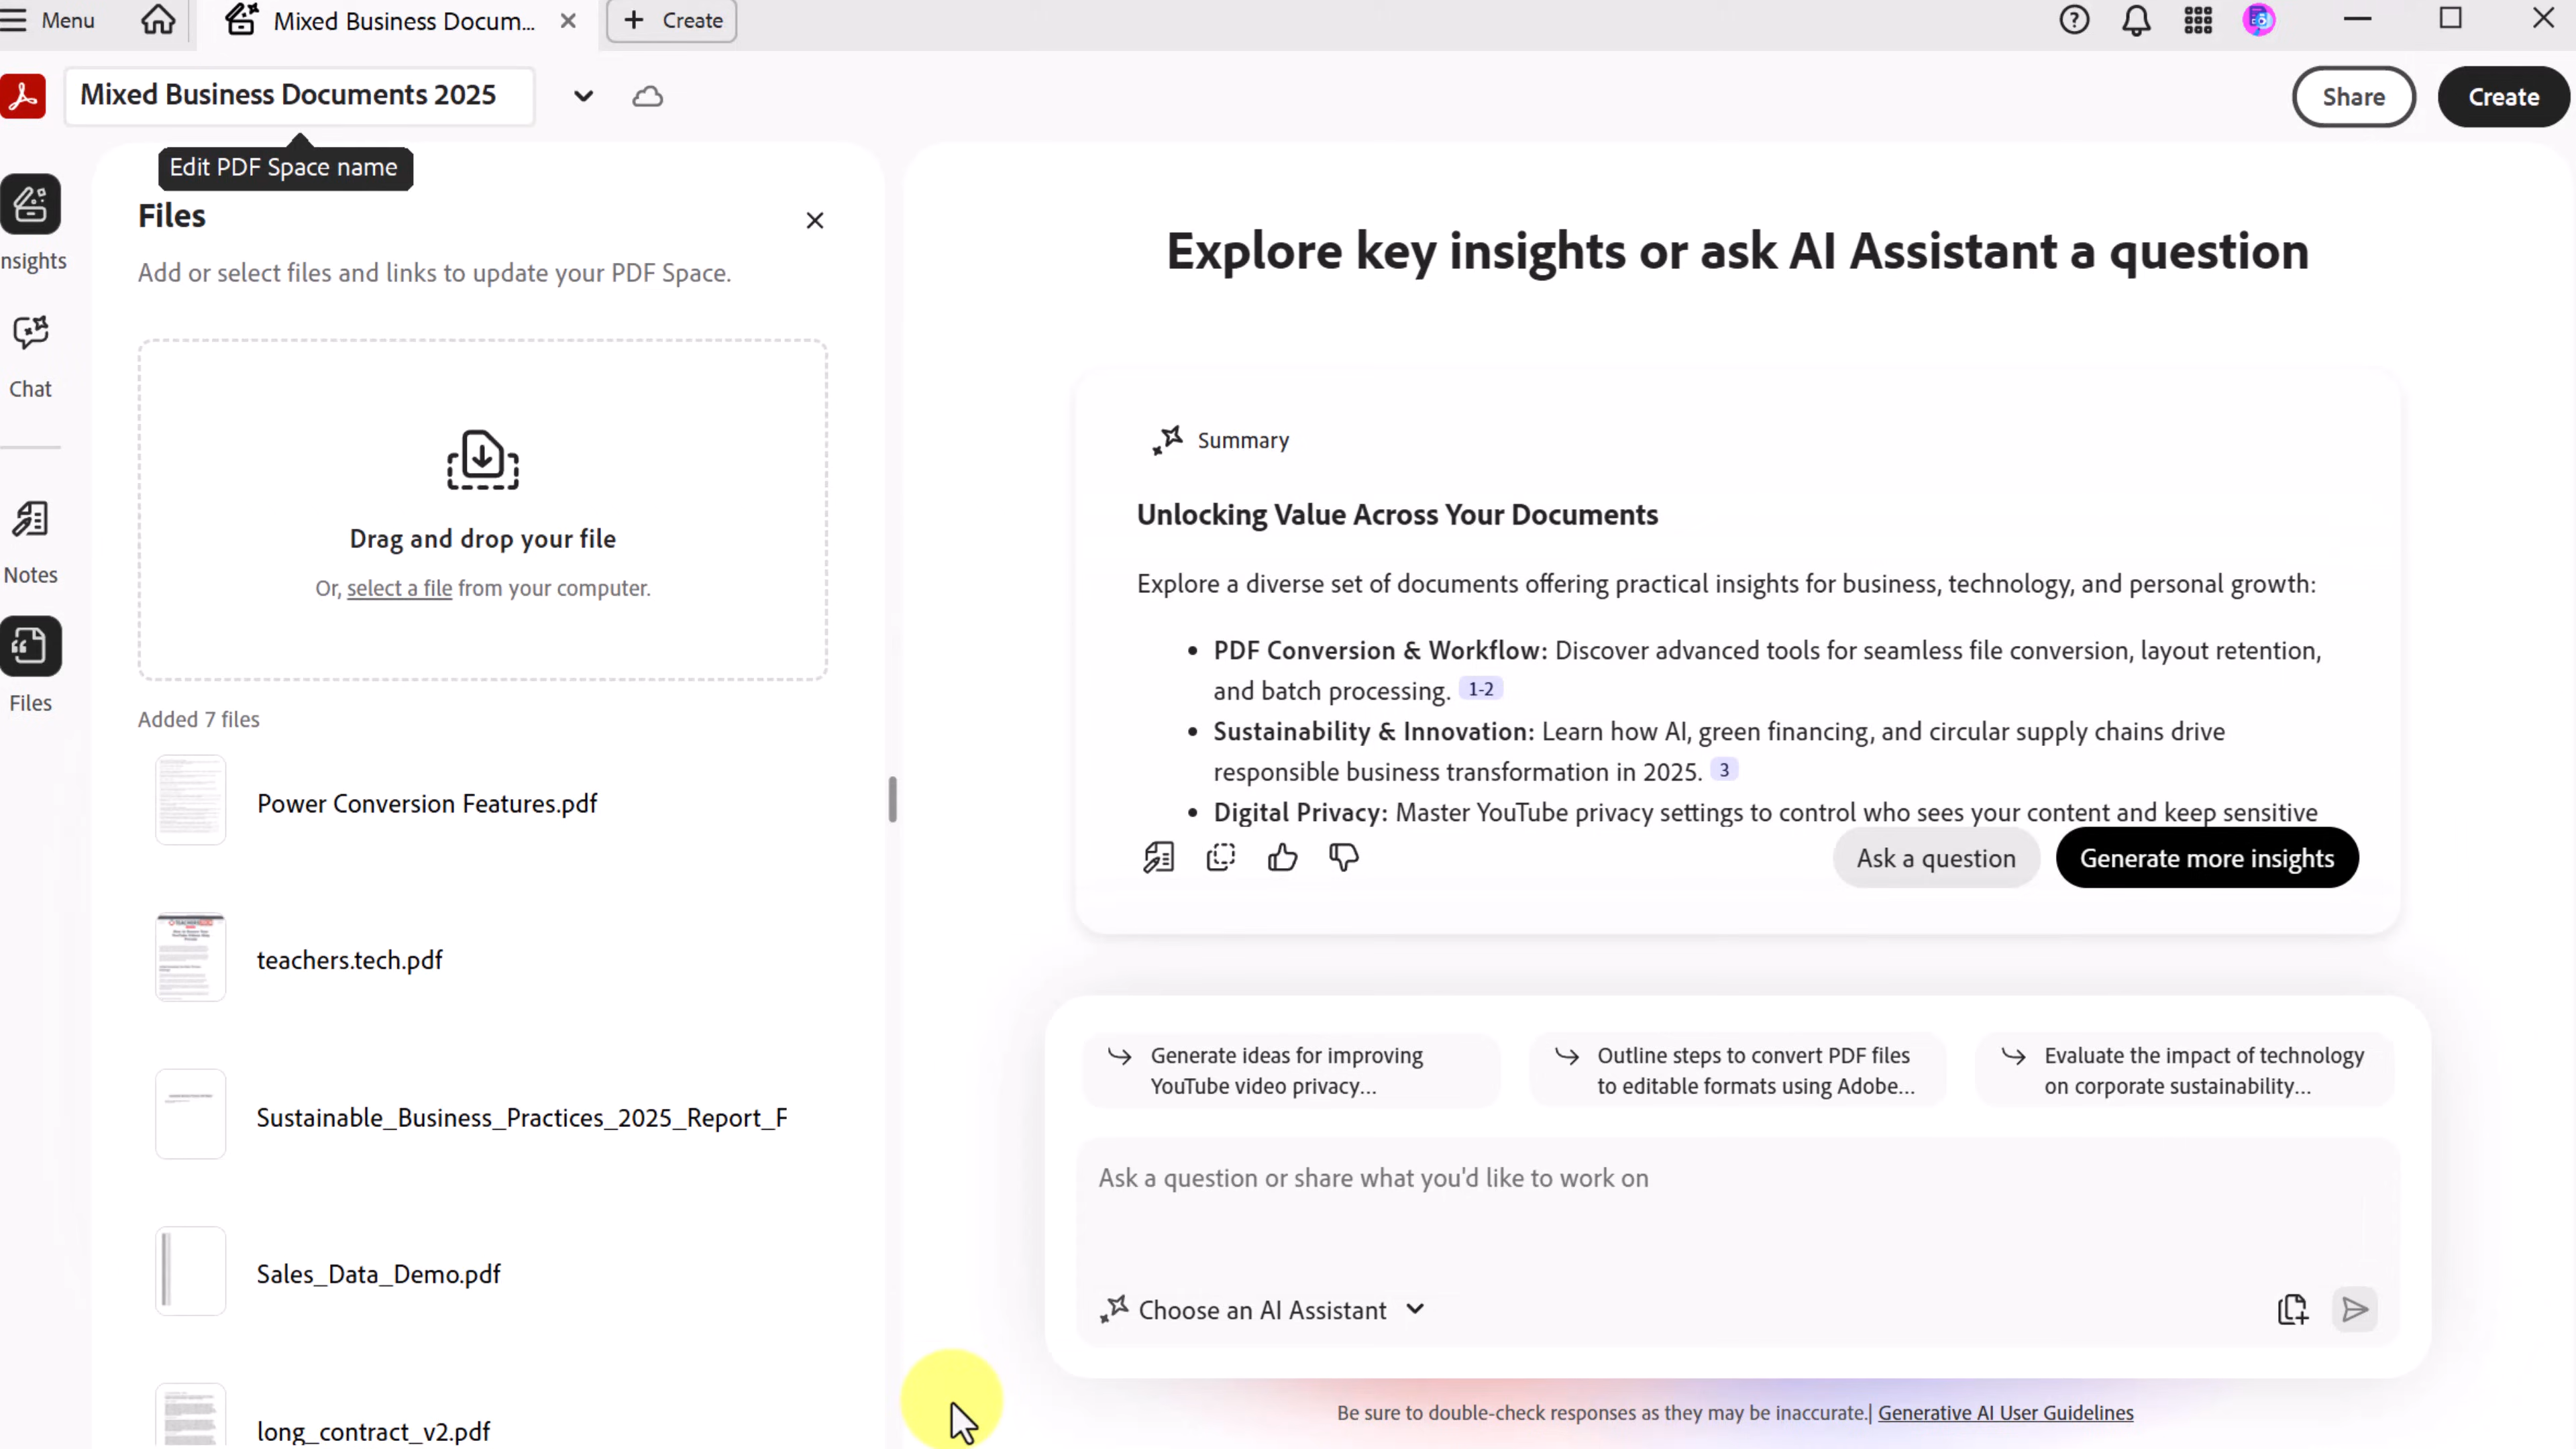 Menu
Mixed Business Docum...
Create
Mixed Business Documents 2025
Share
Create
Edit PDF Space name
nsights
Chat
Notes
Files
Files
Add or select files and links to update your PDF Space.
Drag and drop your file
Or, select a file from your computer.
Added 7 files
Power Conversion Features.pdf
teachers.tech.pdf
Sustainable_Business_Practices_2025_Report_F
Sales_Data_Demo.pdf
long_contract_v2.pdf
Explore key insights or ask AI Assistant a question
Summary
Unlocking Value Across Your Documents
Explore a diverse set of documents offering practical insights for business, technology, and personal growth:
• PDF Conversion & Workflow: Discover advanced tools for seamless file conversion, layout retention,
and batch processing. 1-2
• Sustainability & Innovation: Learn how AI, green financing, and circular supply chains drive
responsible business transformation in 2025. 3
• Digital Privacy: Master YouTube privacy settings to control who sees your content and keep sensitive
Ask a question
Generate more insights
Generate ideas for improving
YouTube video privacy...
Outline steps to convert PDF files
to editable formats using Adobe...
Evaluate the impact of technology
on corporate sustainability...
Ask a question or share what you'd like to work on
Choose an AI Assistant
Be sure to double-check responses as they may be inaccurate.| Generative AI User Guidelines